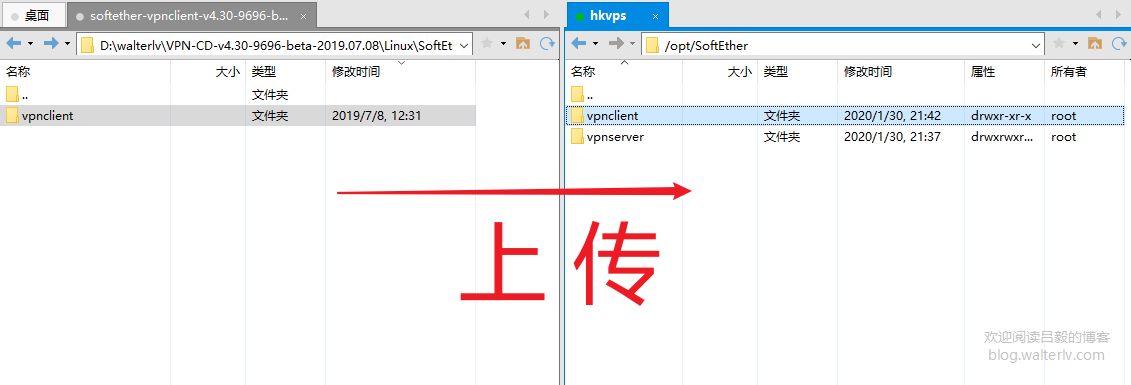 桌面 softether-vpnclient-v4.30-9696-b...
D:\walterlv\VPN-CD-v4.30-9696-beta-2019.07.08\Linux\SoftEt
名称 大小 类型 修改时间
.. 文件夹
vpnclient 文件夹 2019/7/8, 12:31
hkvps
/opt/SoftEther
名称 大小 类型 修改时间 属性 所有者
..
vpnclient 文件夹 2020/1/30, 21:42 drwxr-xr-x root
vpnserver 文件夹 2020/1/30, 21:37 drwxrwxr... root
上传
欢迎阅读吕毅的博客
blog.walterlv.com